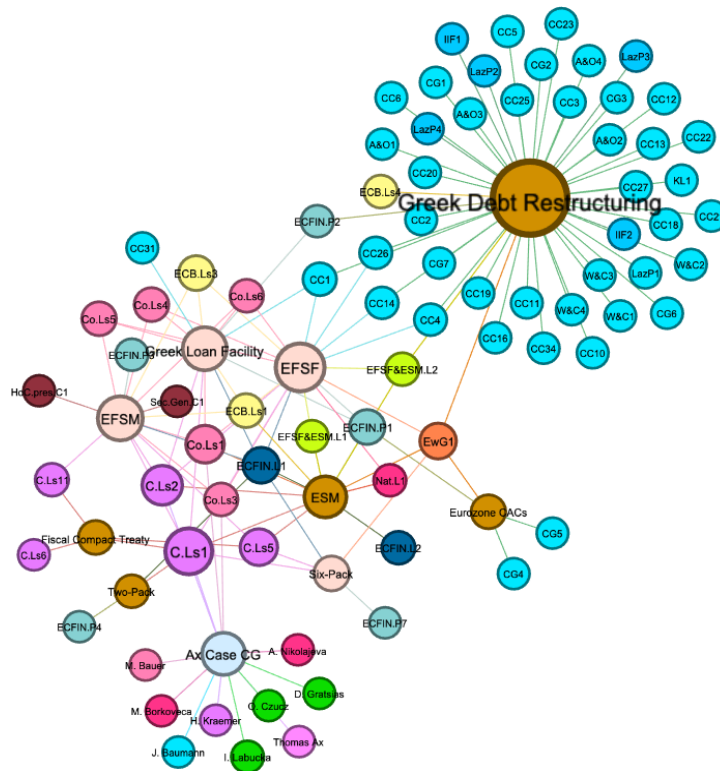 CC23
CC5
IIF1
A&O4
LazP3
CG2
LazP2
CG1
CC6
CC25
CC3
CG3
CC12
A&O3
LazP4
A&O1
A&O2
CC13
CC22
CC20
CC27
KL1
ECB.Ls4
Greek Debt Restructuring
ECFIN.P2
CC2
CC18
CC2
IIF2
CC31
CC26
ECB.Ls3
CC1
CG7
W&C3
LazP1
W&C2
Co.Ls6
Co.Ls4
Co.Ls5
CC14
CC19
CC11
W&C4
W&C1
CG6
CC4
CC16
CC34
CC10
Greek Loan Facility
ECFIN.P3
EFSF
EFSF&ESM.L2
HoC.pres.C1
Sec.Gen.C1
EFSM
ECB.Ls1
ECFIN.P1
EFSF&ESM.L1
EwG1
Co.Ls1
ECFIN.L1
C.Ls11
C.Ls2
Nat.L1
Co.Ls3
ESM
Eurozone CACs
Fiscal Compact Treaty
CG5
C.Ls6
C.Ls1
C.Ls5
ECFIN.L2
Six-Pack
CG4
Two-Pack
ECFIN.P4
ECFIN.P7
Ax Case CG
A. Nikolajeva
M. Bauer
D. Gratsias
M. Borkoveca
O. Czucz
H. Kraemer
Thomas Ax
J. Baumann
I. Labucka